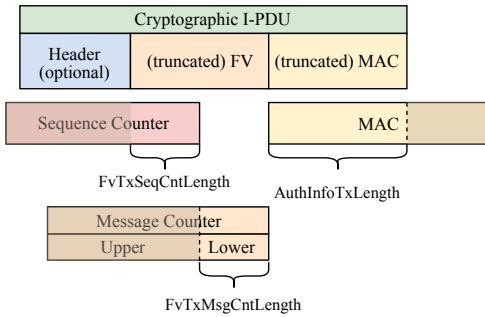 Cryptographic I-PDU
Header
(optional)
(truncated) FV
(truncated) MAC
Sequence Counter
MAC
FvTxSeqCntLength
AuthInfoTxLength
Message Counter
Upper
Lower
FvTxMsgCntLength